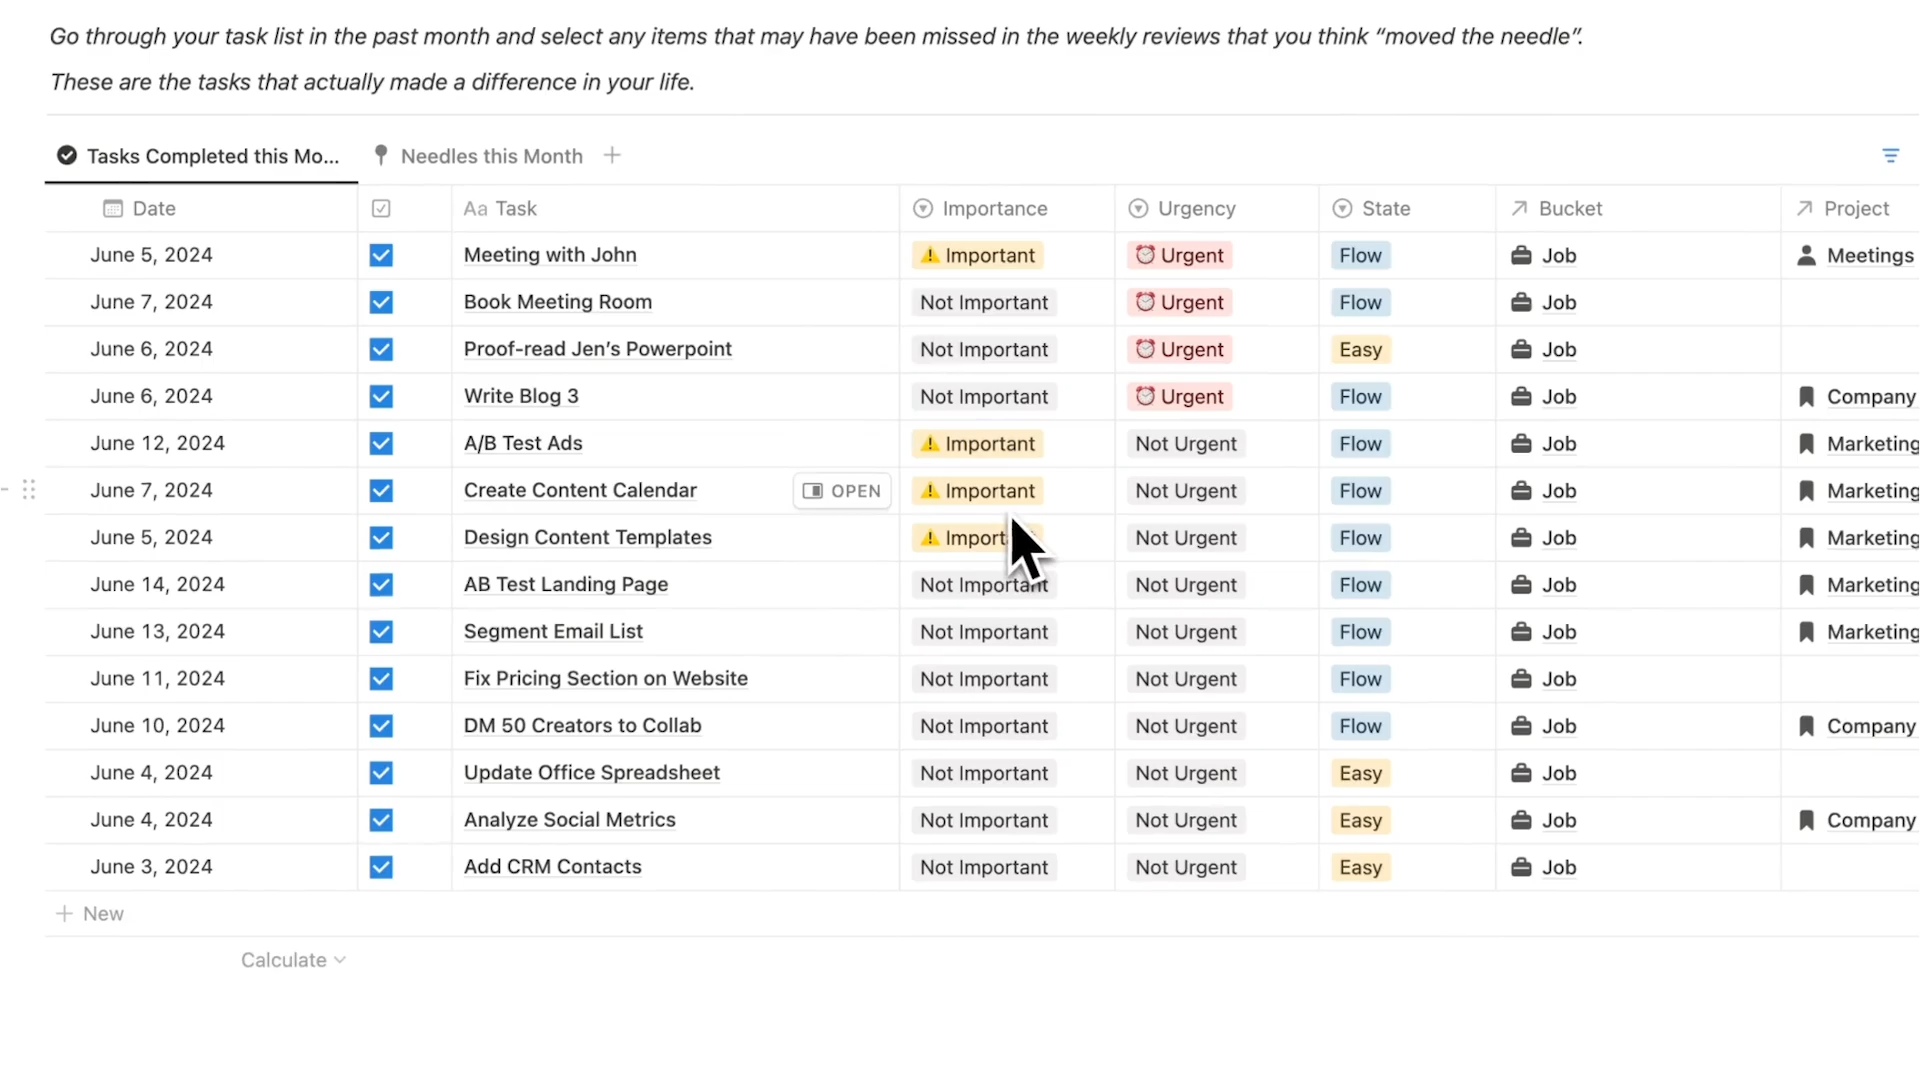 Go through your task list in the past month and select any items that may have been missed in the weekly reviews that you think “moved the needle”.
These are the tasks that actually made a difference in your life.
Tasks Completed this Mo... Needles this Month
Date Aa Task Importance Urgency State Bucket Project
June 5, 2024 Meeting with John Important Urgent Flow Job Meetings
June 7, 2024 Book Meeting Room Not Important Urgent Flow Job
June 6, 2024 Proof-read Jen’s Powerpoint Not Important Urgent Easy Job
June 6, 2024 Write Blog 3 Not Important Urgent Flow Job Company
June 12, 2024 A/B Test Ads Important Not Urgent Flow Job Marketing
June 7, 2024 Create Content Calendar OPEN Important Not Urgent Flow Job Marketing
June 5, 2024 Design Content Templates Import Not Urgent Flow Job Marketing
June 14, 2024 AB Test Landing Page Not Important Not Urgent Flow Job Marketing
June 13, 2024 Segment Email List Not Important Not Urgent Flow Job Marketing
June 11, 2024 Fix Pricing Section on Website Not Important Not Urgent Flow Job
June 10, 2024 DM 50 Creators to Collab Not Important Not Urgent Flow Job Company
June 4, 2024 Update Office Spreadsheet Not Important Not Urgent Easy Job
June 4, 2024 Analyze Social Metrics Not Important Not Urgent Easy Job Company
June 3, 2024 Add CRM Contacts Not Important Not Urgent Easy Job
New
Calculate